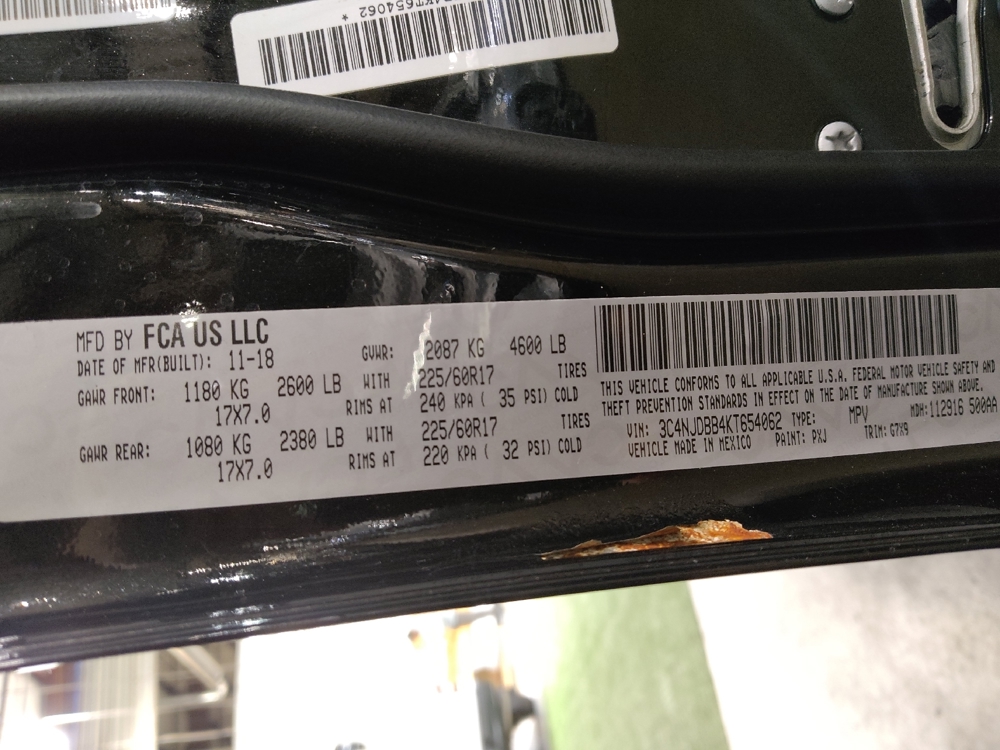 4KT654062 *
MFD BY FCA US LLC
DATE OF MFR(BUILT): 11-18
GVWR: 2087 KG 4600 LB
GAWR FRONT: 1180 KG 2600 LB WITH 225/60R17 TIRES
17X7.0 RIMS AT 240 KPA ( 35 PSI) COLD
GAWR REAR: 1080 KG 2380 LB WITH 225/60R17 TIRES
17X7.0 RIMS AT 220 KPA ( 32 PSI) COLD
THIS VEHICLE CONFORMS TO ALL APPLICABLE U.S.A. FEDERAL MOTOR VEHICLE SAFETY AND
THEFT PREVENTION STANDARDS IN EFFECT ON THE DATE OF MANUFACTURE SHOWN ABOVE.
VIN: 3C4NJDBB4KT654062 TYPE: MPV MDH:112916 500AA
VEHICLE MADE IN MEXICO PAINT: PXJ TRIM: G7X9